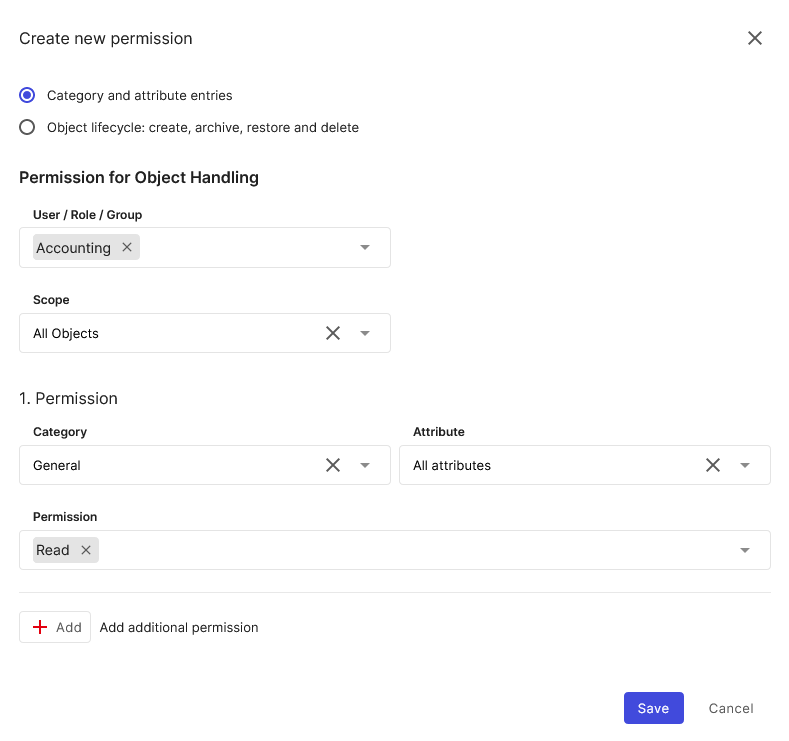 Create new permission
Category and attribute entries
Object lifecycle: create, archive, restore and delete
Permission for Object Handling
User / Role / Group
Accounting
Scope
All Objects
1. Permission
Category Attribute
General All attributes
Permission
Read
Add Add additional permission
Save Cancel